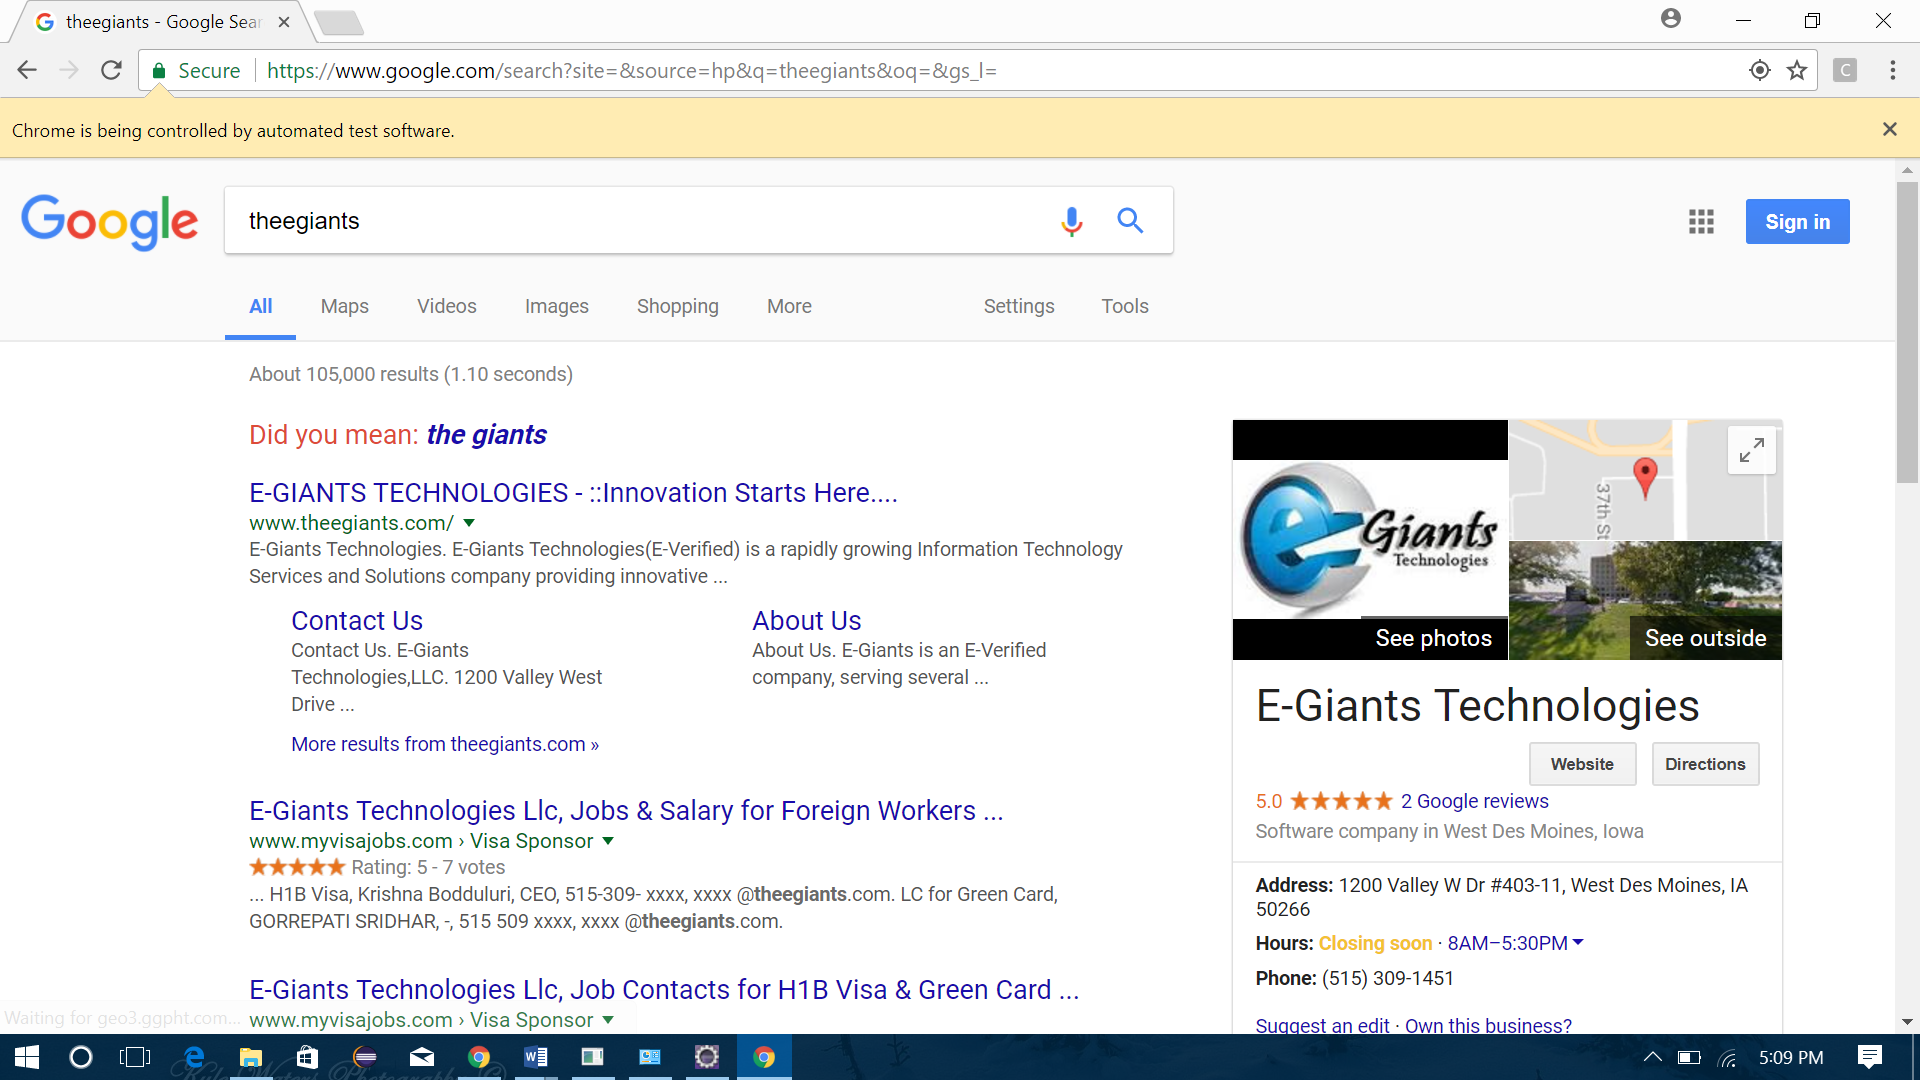 theegiants - Google Sear
Secure https://www.google.com/search?site=&source=hp&q=theegiants&oq=&gs_l=
C
Chrome is being controlled by automated test software.
Google
theegiants
Sign in
All Maps Videos Images Shopping More Settings Tools
About 105,000 results (1.10 seconds)
Did you mean: the giants
E-GIANTS TECHNOLOGIES - ::Innovation Starts Here....
www.theegiants.com/
E-Giants Technologies. E-Giants Technologies(E-Verified) is a rapidly growing Information Technology
Services and Solutions company providing innovative ...
Contact Us
Contact Us. E-Giants
Technologies,LLC. 1200 Valley West
Drive ...
About Us
About Us. E-Giants is an E-Verified
company, serving several ...
More results from theegiants.com »
E-Giants Technologies Llc, Jobs & Salary for Foreign Workers ...
www.myvisajobs.com › Visa Sponsor
Rating: 5 - 7 votes
... H1B Visa, Krishna Bodduluri, CEO, 515-309- xxxx, xxxx @theegiants.com. LC for Green Card,
GORREPATI SRIDHAR, -, 515 509 xxxx, xxxx @theegiants.com.
E-Giants Technologies Llc, Job Contacts for H1B Visa & Green Card ...
www.myvisajobs.com › Visa Sponsor
Waiting for geo3.ggpht.com...
e-Giants
Technologies
See photos
37th St
See outside
E-Giants Technologies
Website Directions
5.0 2 Google reviews
Software company in West Des Moines, Iowa
Address: 1200 Valley W Dr #403-11, West Des Moines, IA
50266
Hours: Closing soon · 8AM–5:30PM
Phone: (515) 309-1451
Suggest an edit · Own this business?
5:09 PM